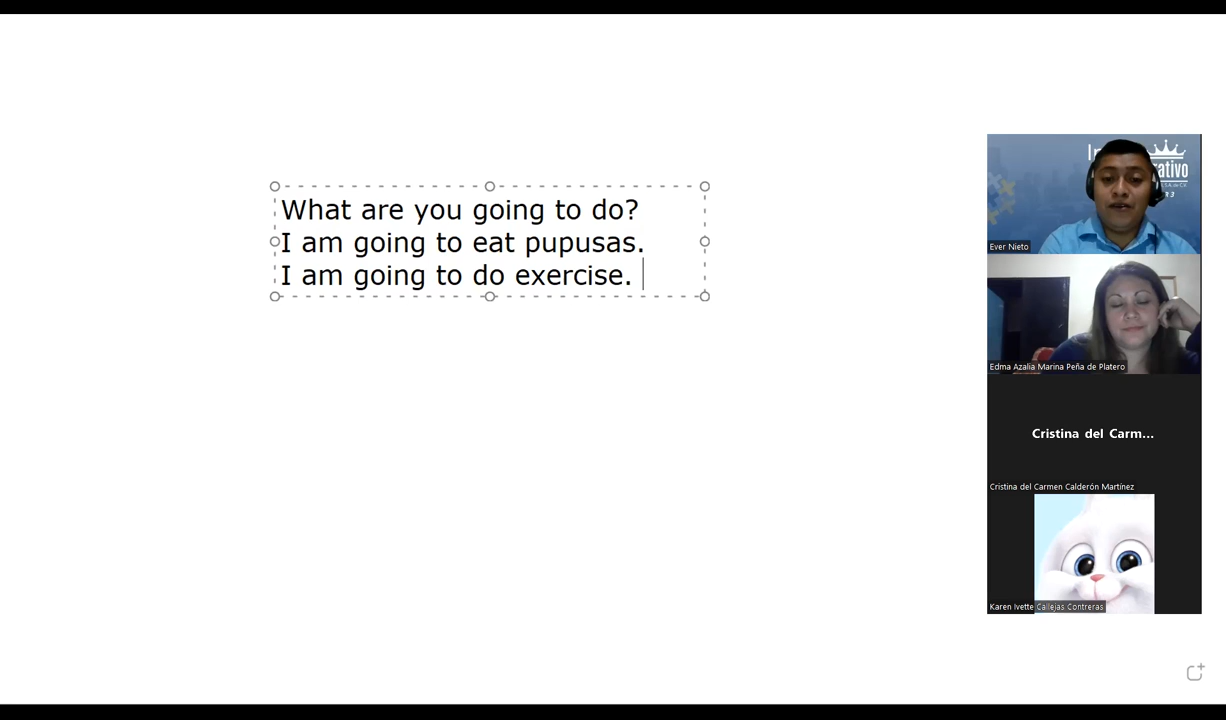 What are you going to do?
I am going to eat pupusas.
I am going to do exercise.
Ever Nieto
Edma Azalia Marina Peña de Platero
Cristina del Carm...
Cristina del Carmen Calderón Martínez
Karen Ivette Callejas Contreras